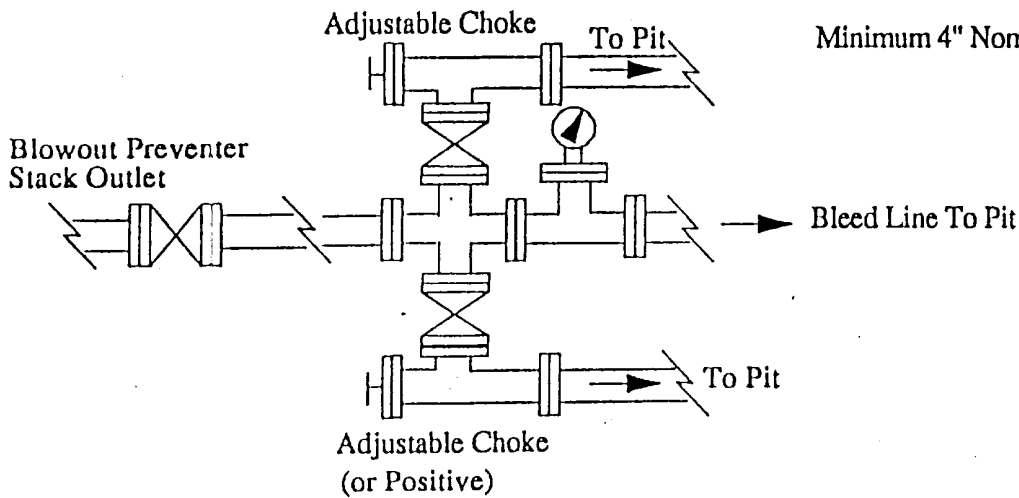 Adjustable Choke
To Pit
Minimum 4" Non
Blowout Preventer
Stack Outlet
Bleed Line To Pit
To Pit
Adjustable Choke
(or Positive)